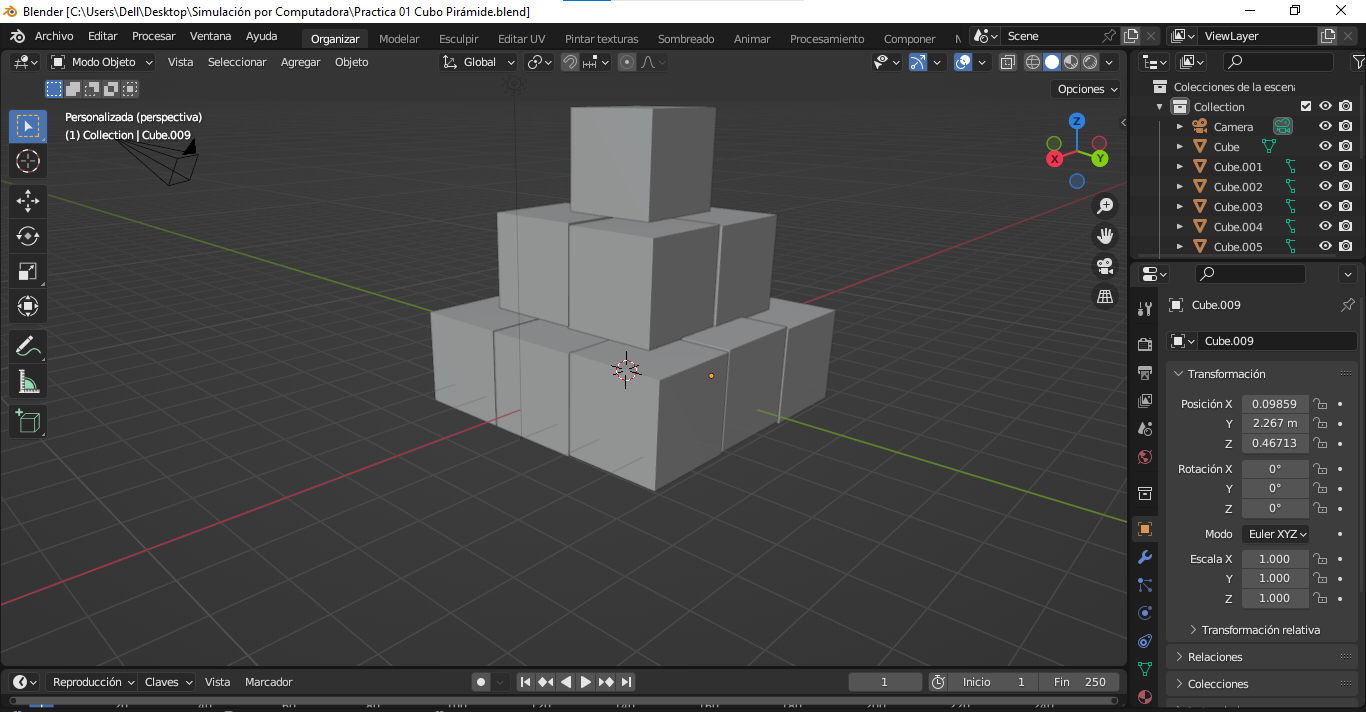 Blender [C:\Users\Dell\Desktop\Simulación por Computadora\Practica 01 Cubo Pirámide.blend]
Archivo Editar Procesar Ventana Ayuda Organizar Modelar Esculpir Editar UV Pintar texturas Sombreado Animar Procesamiento Componer Scene ViewLayer
Modo Objeto Vista Seleccionar Agregar Objeto Global
Opciones
Personalizada (perspectiva)
(1) Collection | Cube.009
Z
X
Y
Colecciones de la escena
Collection
Camera
Cube
Cube.001
Cube.002
Cube.003
Cube.004
Cube.005
Cube.009
Cube.009
Transformación
Posición X 0.09859
Y 2.267 m
Z 0.46713
Rotación X 0°
Y 0°
Z 0°
Modo Euler XYZ
Escala X 1.000
Y 1.000
Z 1.000
Transformación relativa
Relaciones
Colecciones
Reproducción Claves Vista Marcador 1 Inicio 1 Fin 250